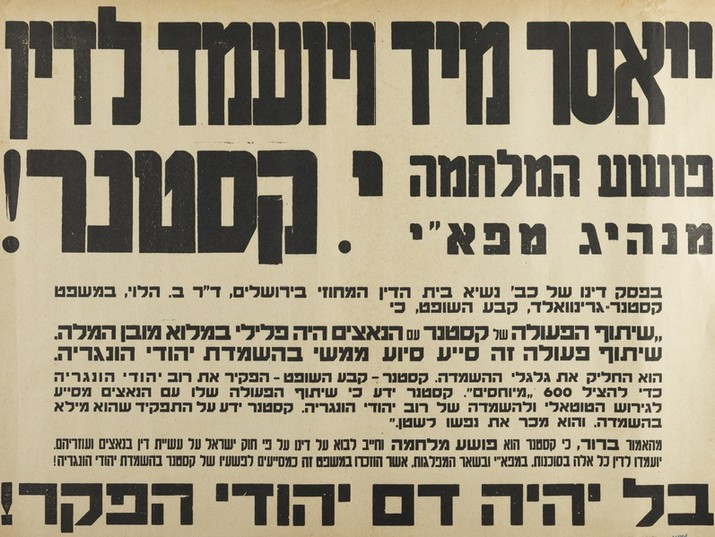 ייאסר מיד ויועמד לדין
פושע המלחמה
מנהיג מפא"י
י. קסטנר!
בפסק דינו של כב' נשיא בית הדין המחוזי בירושלים, ד"ר ב. הלוי, במשפט
קסטנר-גרינוואלד, קבע השופט, כי
„שיתוף הפעולה של קסטנר עם הנאצים היה פלילי במלוא מובן המלה.
שיתוף פעולה זה סייע סיוע ממשי בהשמדת יהודי הונגריה.
הוא החליק את גלגלי ההשמדה. קסטנר - קבע השופט - הפקיר את רוב יהודי הונגריה
כדי להציל 600 „מיוחסים". קסטנר ידע כי שיתוף הפעולה שלו עם הנאצים מסייע
לגירוש הטוטאלי ולהשמדה של רוב יהודי הונגריה. קסטנר ידע על התפקיד שהוא מילא
בהשמדה. והוא מכר את נפשו לשטן."
מהאמור ברור, כי קסטנר הוא פושע מלחמה וחייב לבוא על דינו על פי חוק ישראל על עשיית דין בנאצים ועוזריהם.
יועמדו לדין כל אלה בסוכנות, במפא"י ובשאר המפלגות, אשר הוזכרו במשפט זה כמסייעים לפשעיו של קסטנר בהשמדת יהודי הונגריה!
בל יהיה דם יהודי הפקר!